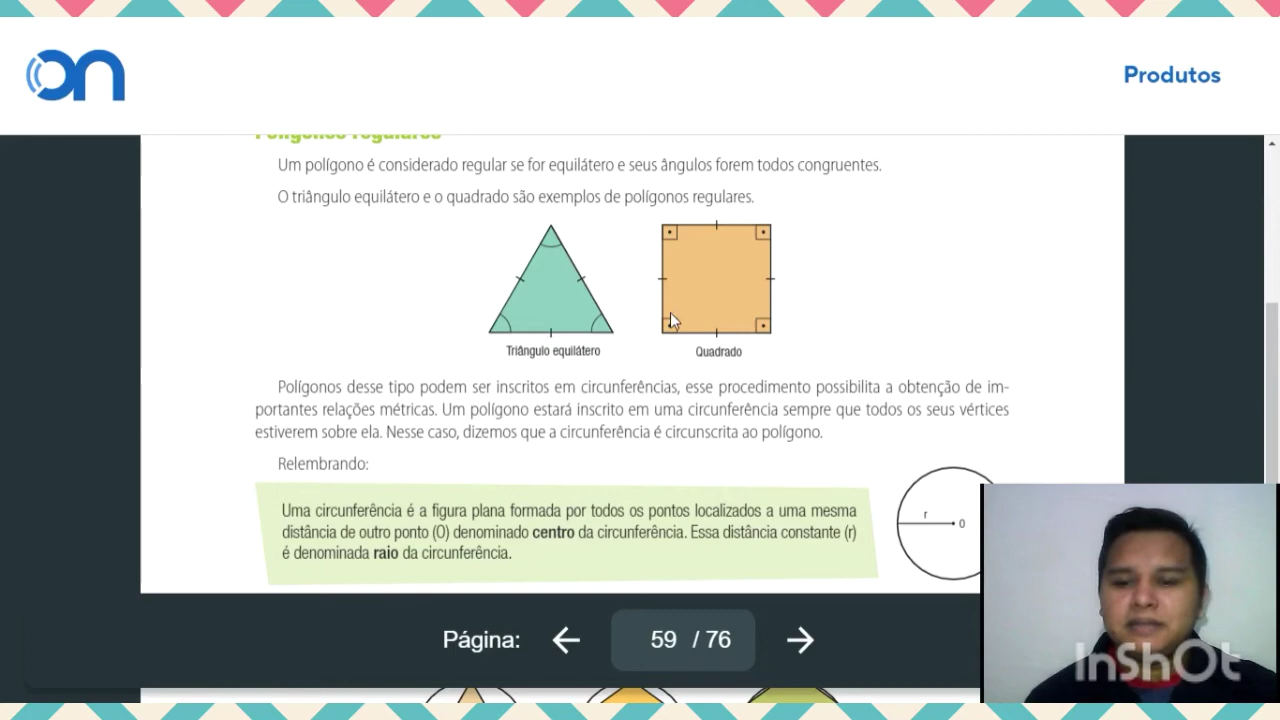 on
Produtos
Polígonos regulares
Um polígono é considerado regular se for equilátero e seus ângulos forem todos congruentes.
O triângulo equilátero e o quadrado são exemplos de polígonos regulares.
Triângulo equilátero
Quadrado
Polígonos desse tipo podem ser inscritos em circunferências, esse procedimento possibilita a obtenção de im-
portantes relações métricas. Um polígono estará inscrito em uma circunferência sempre que todos os seus vértices
estiverem sobre ela. Nesse caso, dizemos que a circunferência é circunscrita ao polígono.
Relembrando:
Uma circunferência é a figura plana formada por todos os pontos localizados a uma mesma
distância de outro ponto (O) denominado centro da circunferência. Essa distância constante (r)
é denominada raio da circunferência.
r
O
Página:
59 / 76
InShOt